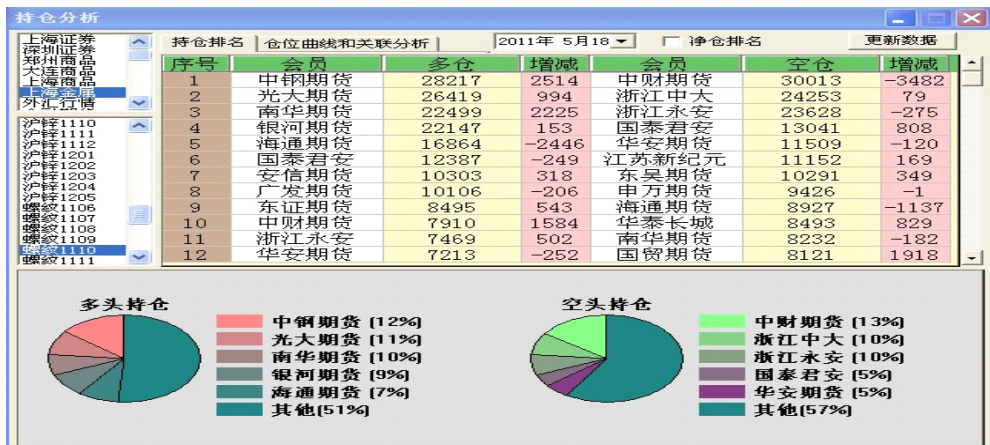 持仓分析
上海证券
深圳证券
郑州商品
大连商品
上海商品
上海金属
外汇行情
持仓排名 仓位曲线和关联分析 2011年 5月18 净仓排名 更新数据
序号 会员 多仓 增减 会员 空仓 增减
1 中钢期货 28217 2514 中财期货 30013 -3482
2 光大期货 26419 994 浙江中大 24253 79
3 南华期货 22499 2225 浙江永安 23628 -275
4 银河期货 22147 153 国泰君安 13041 808
5 海通期货 16864 -2446 华安期货 11509 -120
6 国泰君安 12387 -249 江苏新纪元 11152 169
7 安信期货 10303 318 东吴期货 10291 349
8 广发期货 10106 -206 申万期货 9426 -1
9 东证期货 8495 543 海通期货 8927 -1137
10 中财期货 7910 1584 华泰长城 8493 829
11 浙江永安 7469 502 南华期货 8232 -182
12 华安期货 7213 -252 国贸期货 8121 1918
沪锌1110
沪锌1111
沪锌1112
沪锌1201
沪锌1202
沪锌1203
沪锌1204
沪锌1205
螺纹1106
螺纹1107
螺纹1108
螺纹1109
螺纹1110
螺纹1111
多头持仓
中钢期货 (12%)
光大期货 (11%)
南华期货 (10%)
银河期货 (9%)
海通期货 (7%)
其他(51%)
空头持仓
中财期货 (13%)
浙江中大 (10%)
浙江永安 (10%)
国泰君安 (5%)
华安期货 (5%)
其他(57%)